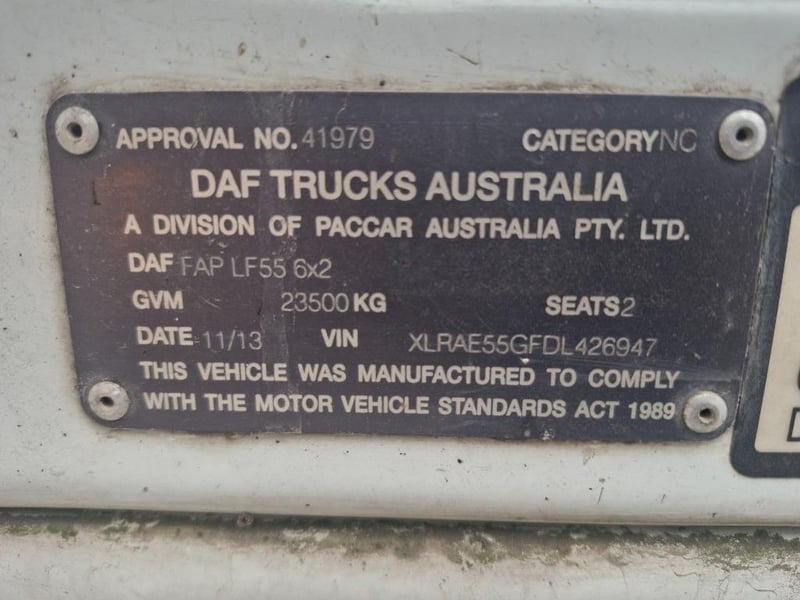 APPROVAL NO. 41979 CATEGORY NC
DAF TRUCKS AUSTRALIA
A DIVISION OF PACCAR AUSTRALIA PTY. LTD.
DAF FAP LF55 6x2
GVM 23500 KG SEATS 2
DATE 11/13 VIN XLRAE55GFDL426947
THIS VEHICLE WAS MANUFACTURED TO COMPLY
WITH THE MOTOR VEHICLE STANDARDS ACT 1989